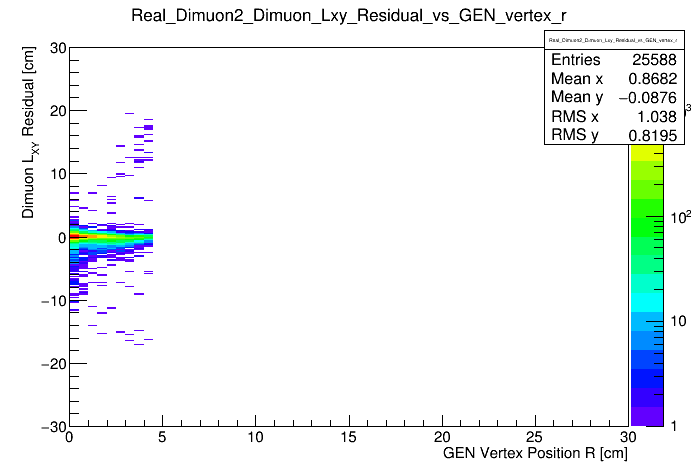 Real_Dimuon2_Dimuon_Lxy_Residual_vs_GEN_vertex_r
Real_Dimuon2_Dimuon_Lxy_Residual_vs_GEN_vertex_r
Entries 25588
Mean x 0.8682
Mean y −0.0876
RMS x 1.038
RMS y 0.8195
Dimuon LXY Residual [cm]
30
20
10
0
−10
−20
−30
0 5 10 15 20 25 30
GEN Vertex Position R [cm]
3
10²
10
1